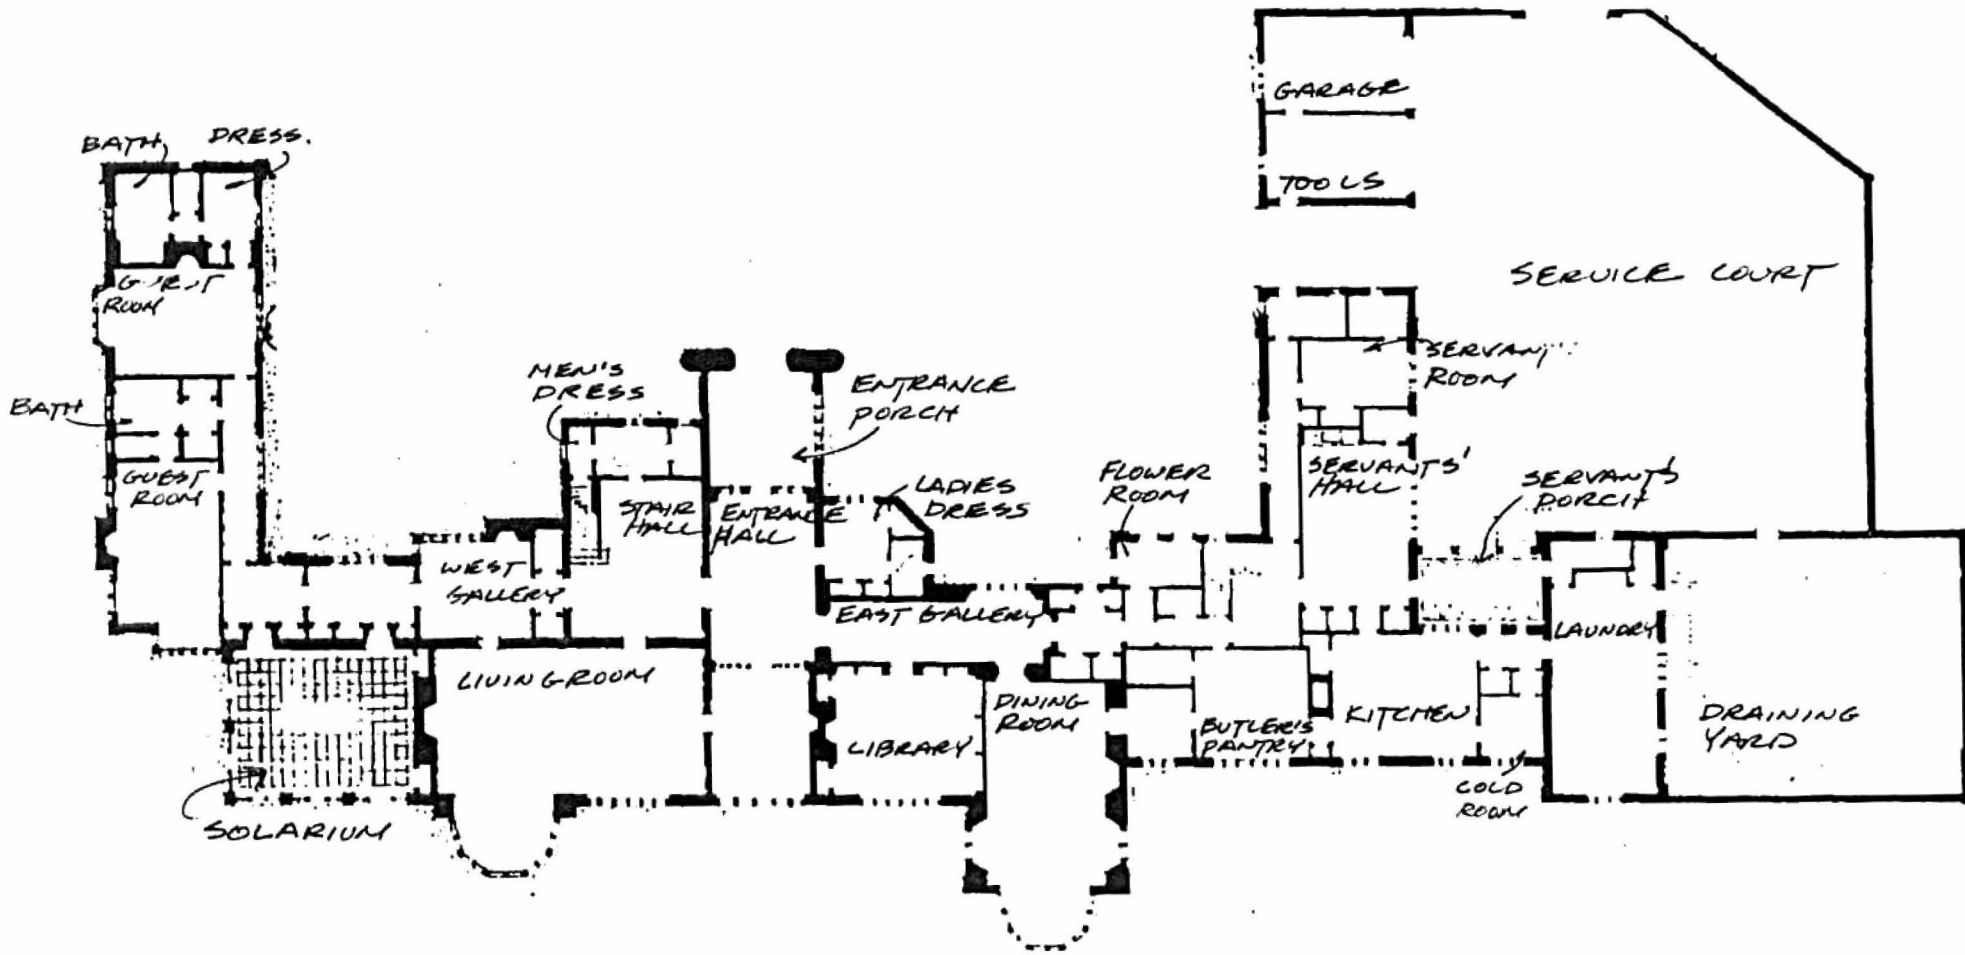 GARAGE
BATH
DRESS.
TOOLS
SERVICE COURT
ROOM
MEN'S
DRESS
ENTRANCE
PORCH
SERVANT
ROOM
BATH
GUEST
ROOM
FLOWER
ROOM
SERVANTS'
HALL
SERVANTS'
PORCH
LADIES
DRESS
STAIR
HALL
ENTRANCE
HALL
WEST
GALLERY
EAST GALLERY
LAUNDRY
LIVING ROOM
DINING
ROOM
LIBRARY
BUTLER'S
PANTRY
KITCHEN
DRAINING
YARD
COLD
ROOM
SOLARIUM